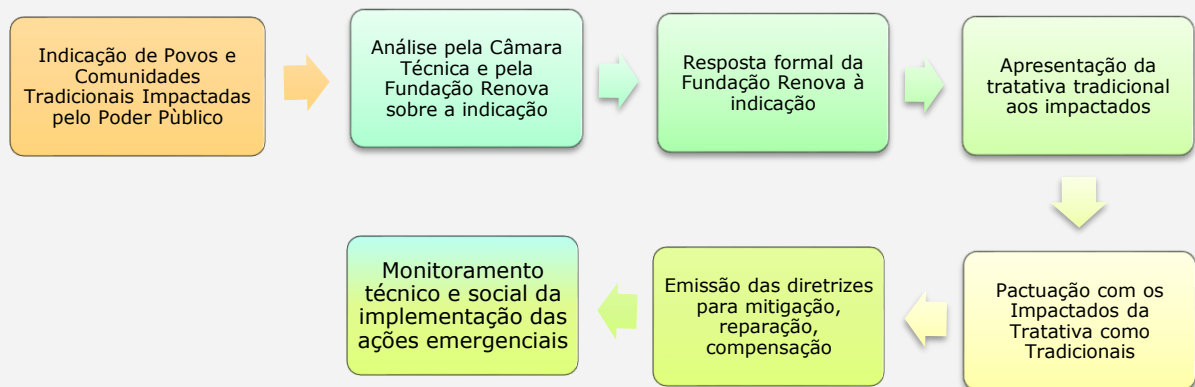 Indicação de Povos e
Comunidades
Tradicionais Impactadas
pelo Poder Pùblico
Análise pela Câmara
Técnica e pela
Fundação Renova
sobre a indicação
Resposta formal da
Fundação Renova à
indicação
Apresentação da
tratativa tradicional
aos impactados
Pactuação com os
Impactados da
Tratativa como
Tradicionais
Emissão das diretrizes
para mitigação,
reparação,
compensação
Monitoramento
técnico e social da
implementação das
ações emergenciais